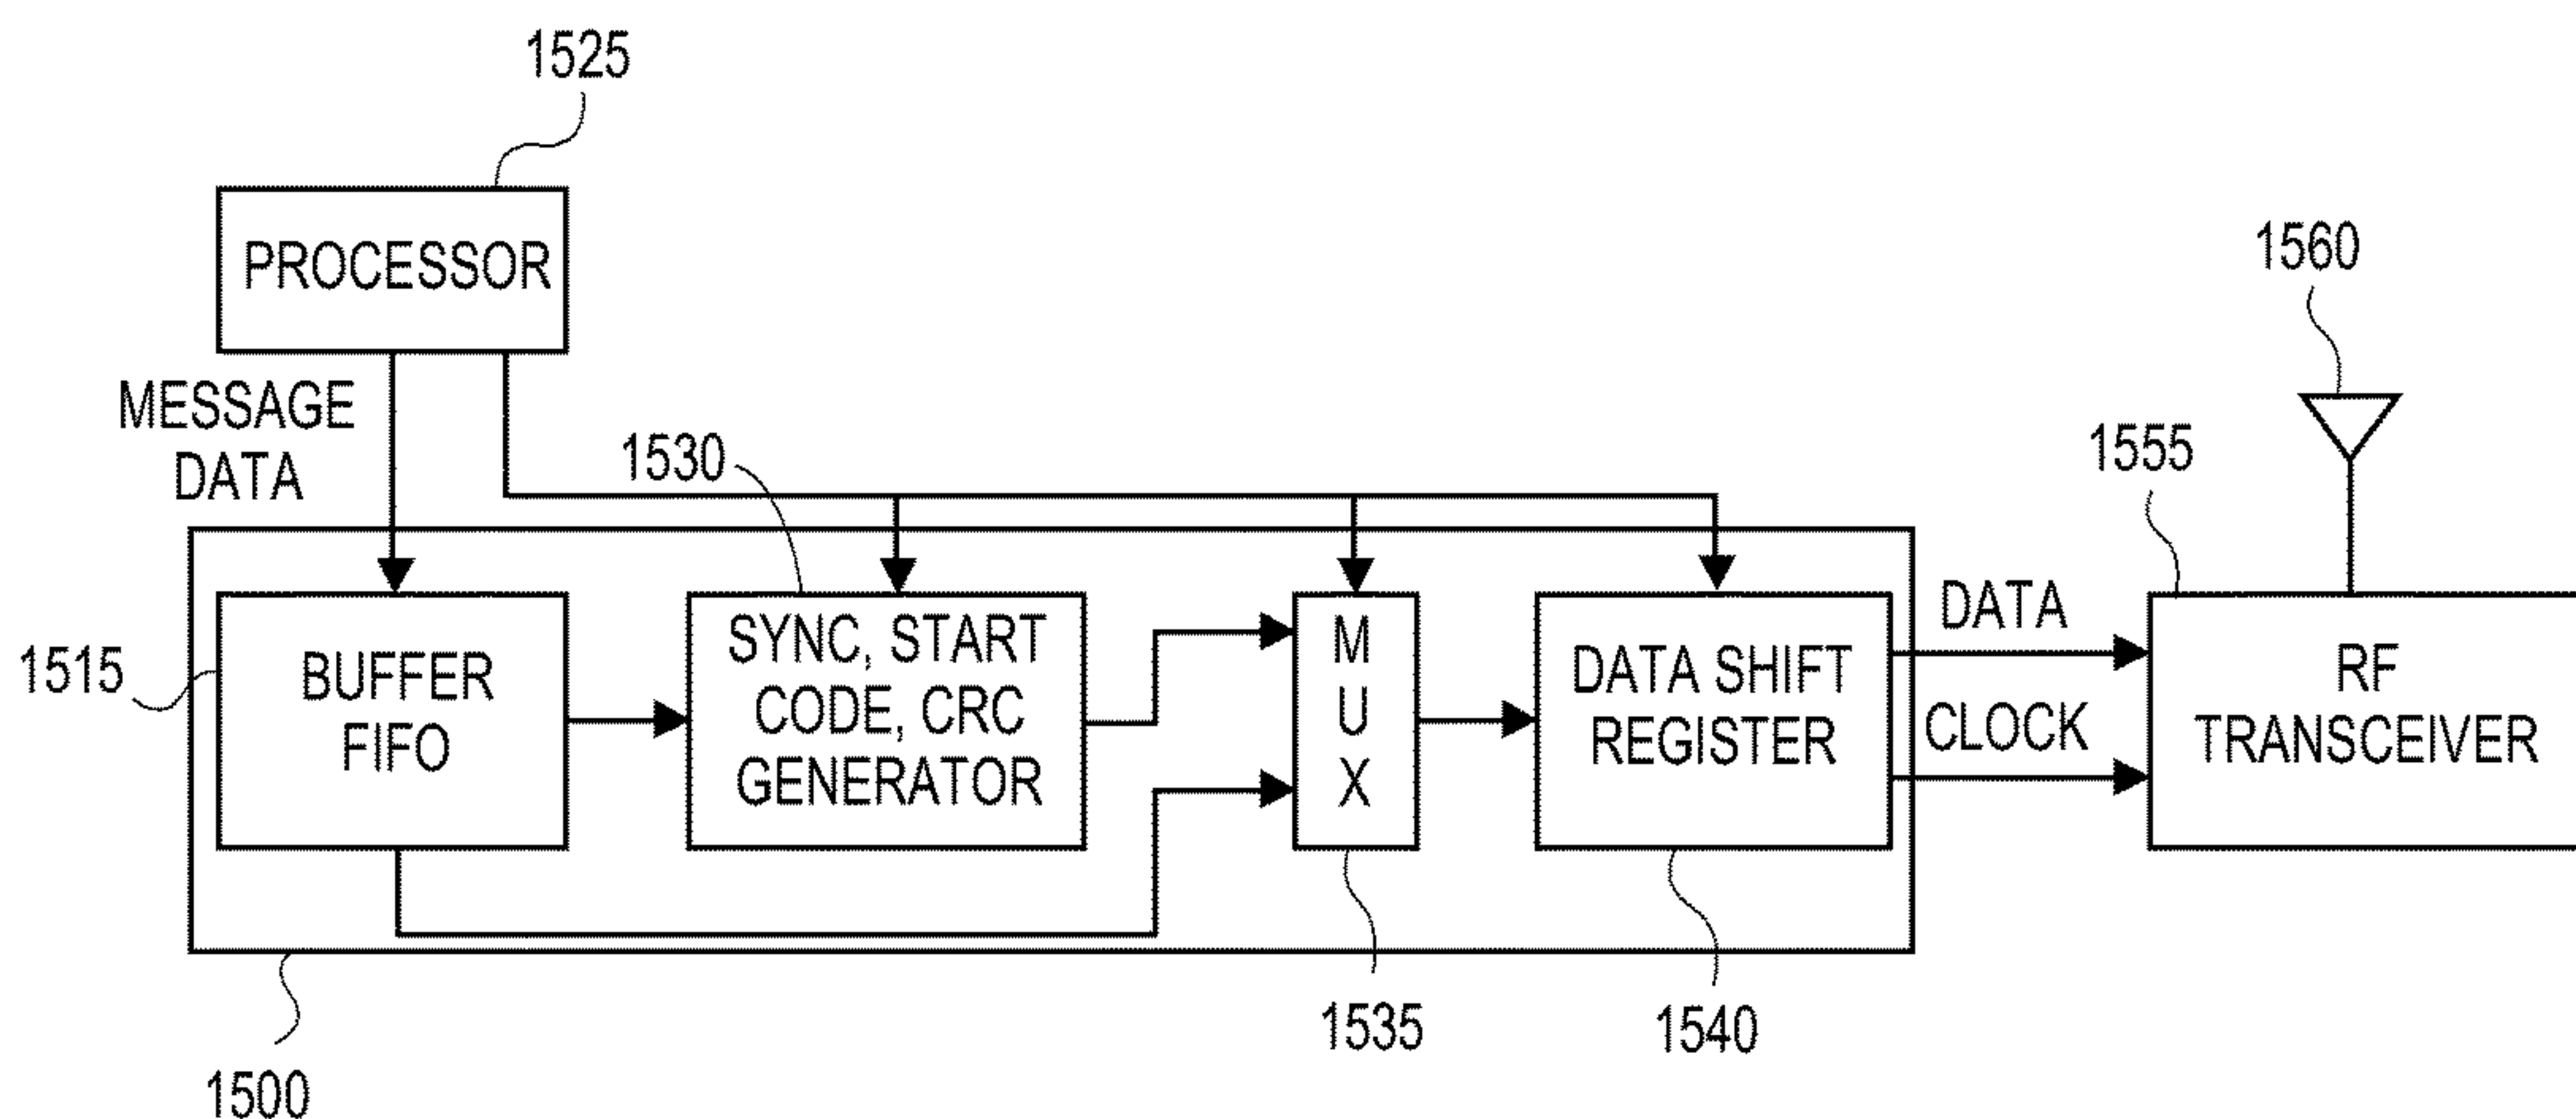 1525
PROCESSOR
1560
MESSAGE
DATA
1530
1555
1515
BUFFER
FIFO
SYNC, START
CODE, CRC
GENERATOR
M
U
X
DATA SHIFT
REGISTER
DATA
CLOCK
RF
TRANSCEIVER
1500
1535
1540